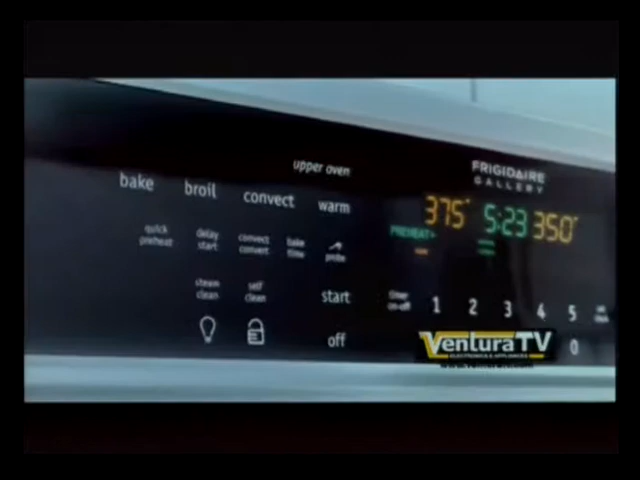 upper oven
bake broil convect warm
quick preheat
delay start
convect convert
bake time
probe
steam clean
self clean
start
off
FRIGIDAIRE
GALLERY
375° 5:23 350°
PREHEAT
timer on-off
1 2 3 4 5
0
VenturaTV
ELECTRONICS & APPLIANCES